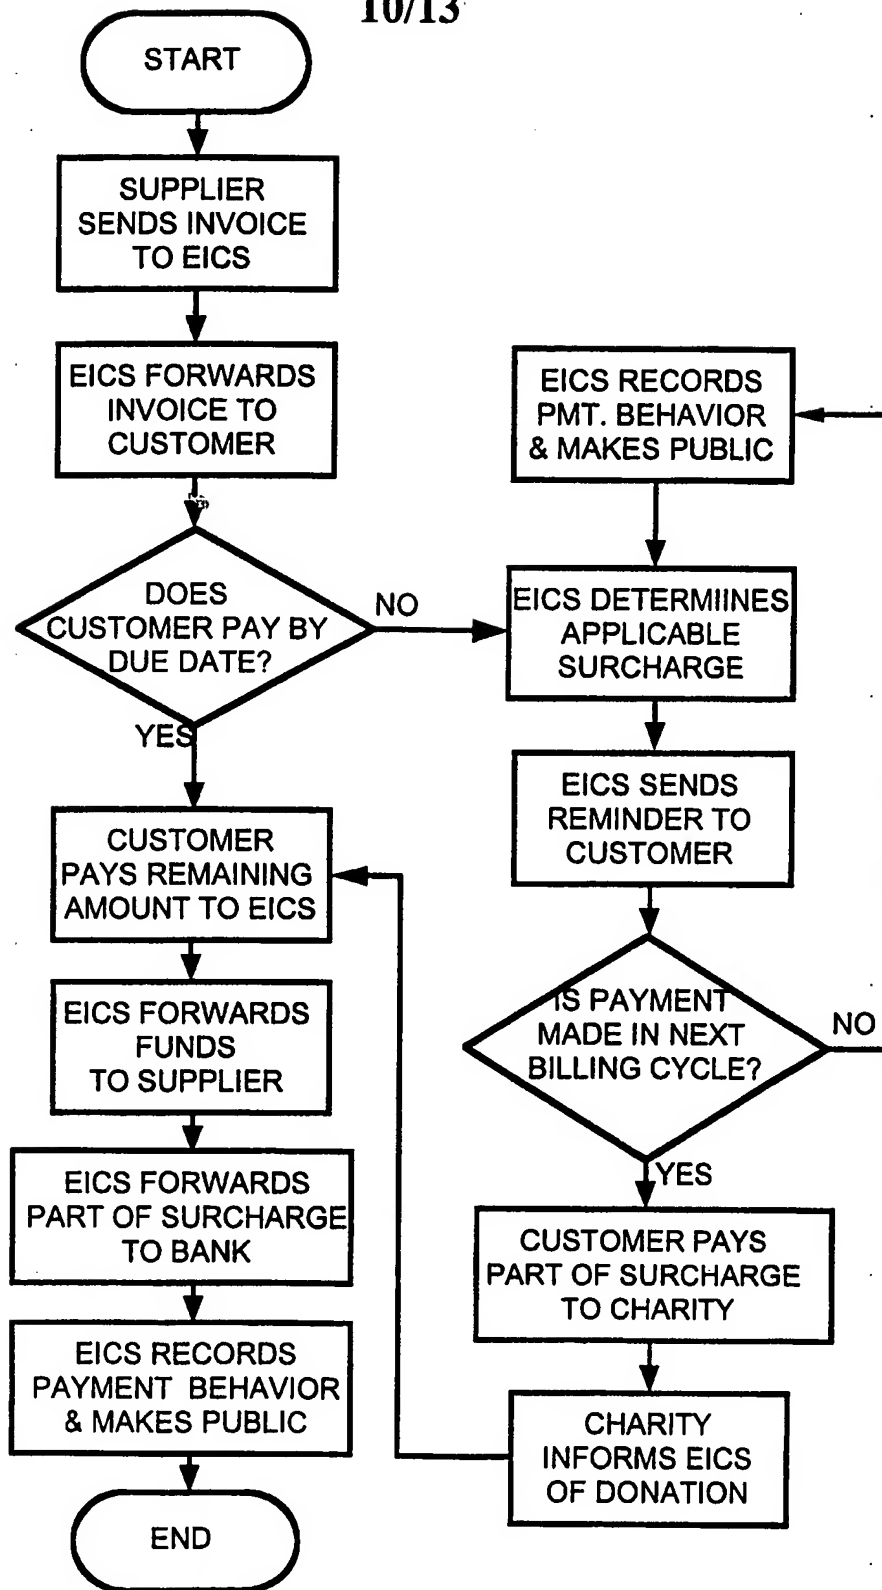 10/13
START
SUPPLIER
SENDS INVOICE
TO EICS
EICS FORWARDS
INVOICE TO
CUSTOMER
DOES
CUSTOMER PAY BY
DUE DATE?
NO
YES
CUSTOMER
PAYS REMAINING
AMOUNT TO EICS
EICS FORWARDS
FUNDS
TO SUPPLIER
EICS FORWARDS
PART OF SURCHARGE
TO BANK
EICS RECORDS
PAYMENT BEHAVIOR
& MAKES PUBLIC
END
EICS RECORDS
PMT. BEHAVIOR
& MAKES PUBLIC
EICS DETERMIINES
APPLICABLE
SURCHARGE
EICS SENDS
REMINDER TO
CUSTOMER
IS PAYMENT
MADE IN NEXT
BILLING CYCLE?
NO
YES
CUSTOMER PAYS
PART OF SURCHARGE
TO CHARITY
CHARITY
INFORMS EICS
OF DONATION